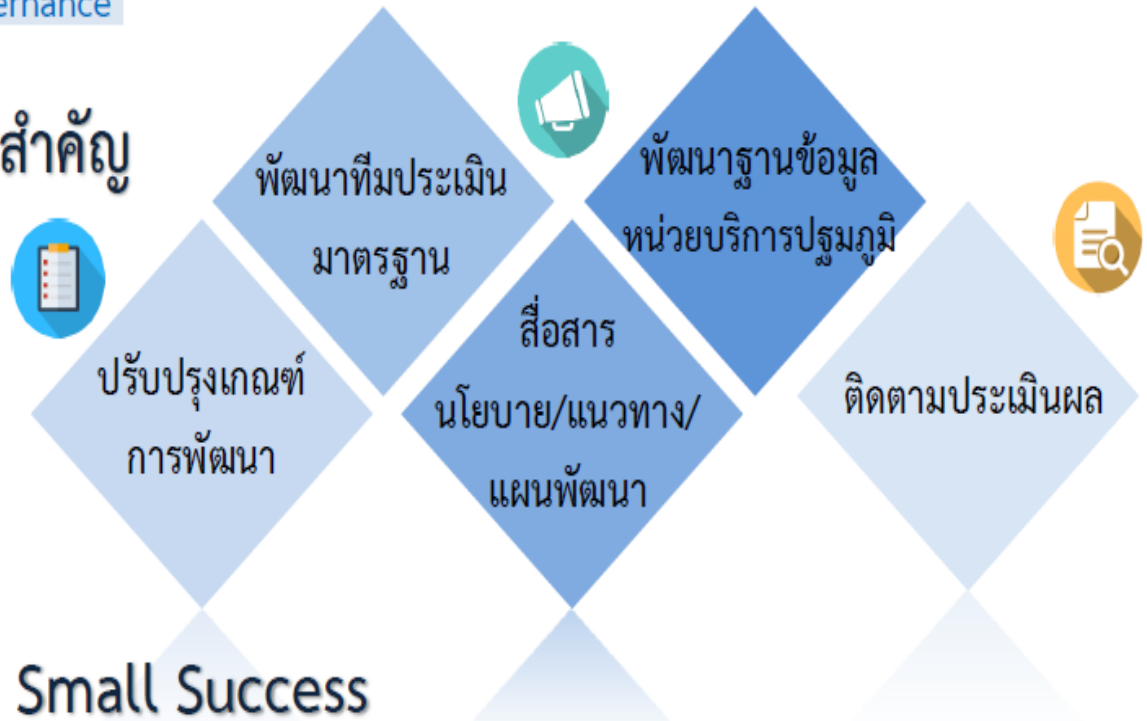 ernance
สำคัญ
พัฒนาทีมประเมิน
มาตรฐาน
พัฒนาฐานข้อมูล
หน่วยบริการปฐมภูมิ
ปรับปรุงเกณฑ์
การพัฒนา
สื่อสาร
นโยบาย/แนวทาง/
แผนพัฒนา
ติดตามประเมินผล
Small Success